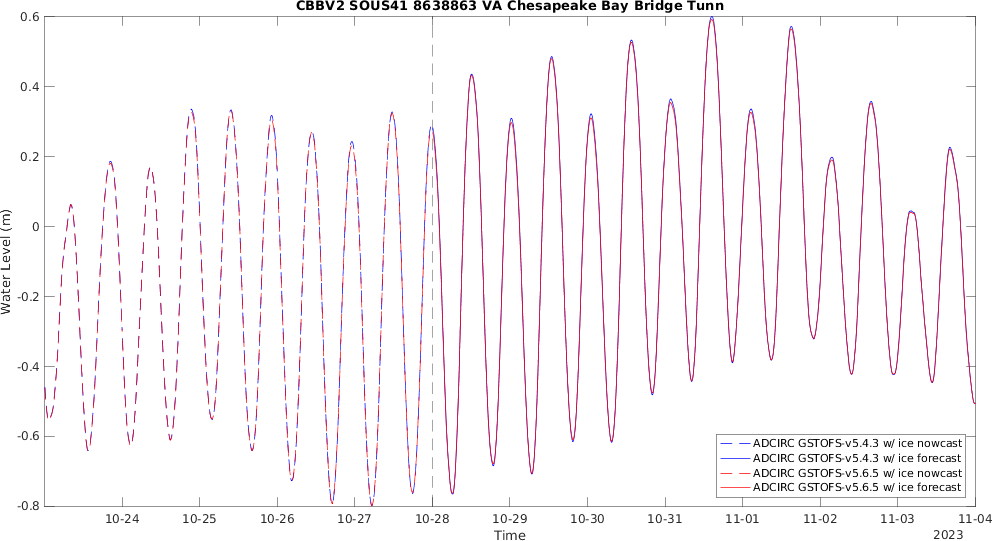 CBBV2 SOUS41 8638863 VA Chesapeake Bay Bridge Tunn
0.6
0.4
0.2
0
-0.2
-0.4
-0.6
-0.8
Water Level (m)
ADCIRC GSTOFS-v5.4.3 w/ ice nowcast
ADCIRC GSTOFS-v5.4.3 w/ ice forecast
ADCIRC GSTOFS-v5.6.5 w/ ice nowcast
ADCIRC GSTOFS-v5.6.5 w/ ice forecast
10-24 10-25 10-26 10-27 10-28 10-29 10-30 10-31 11-01 11-02 11-03 11-04
Time
2023